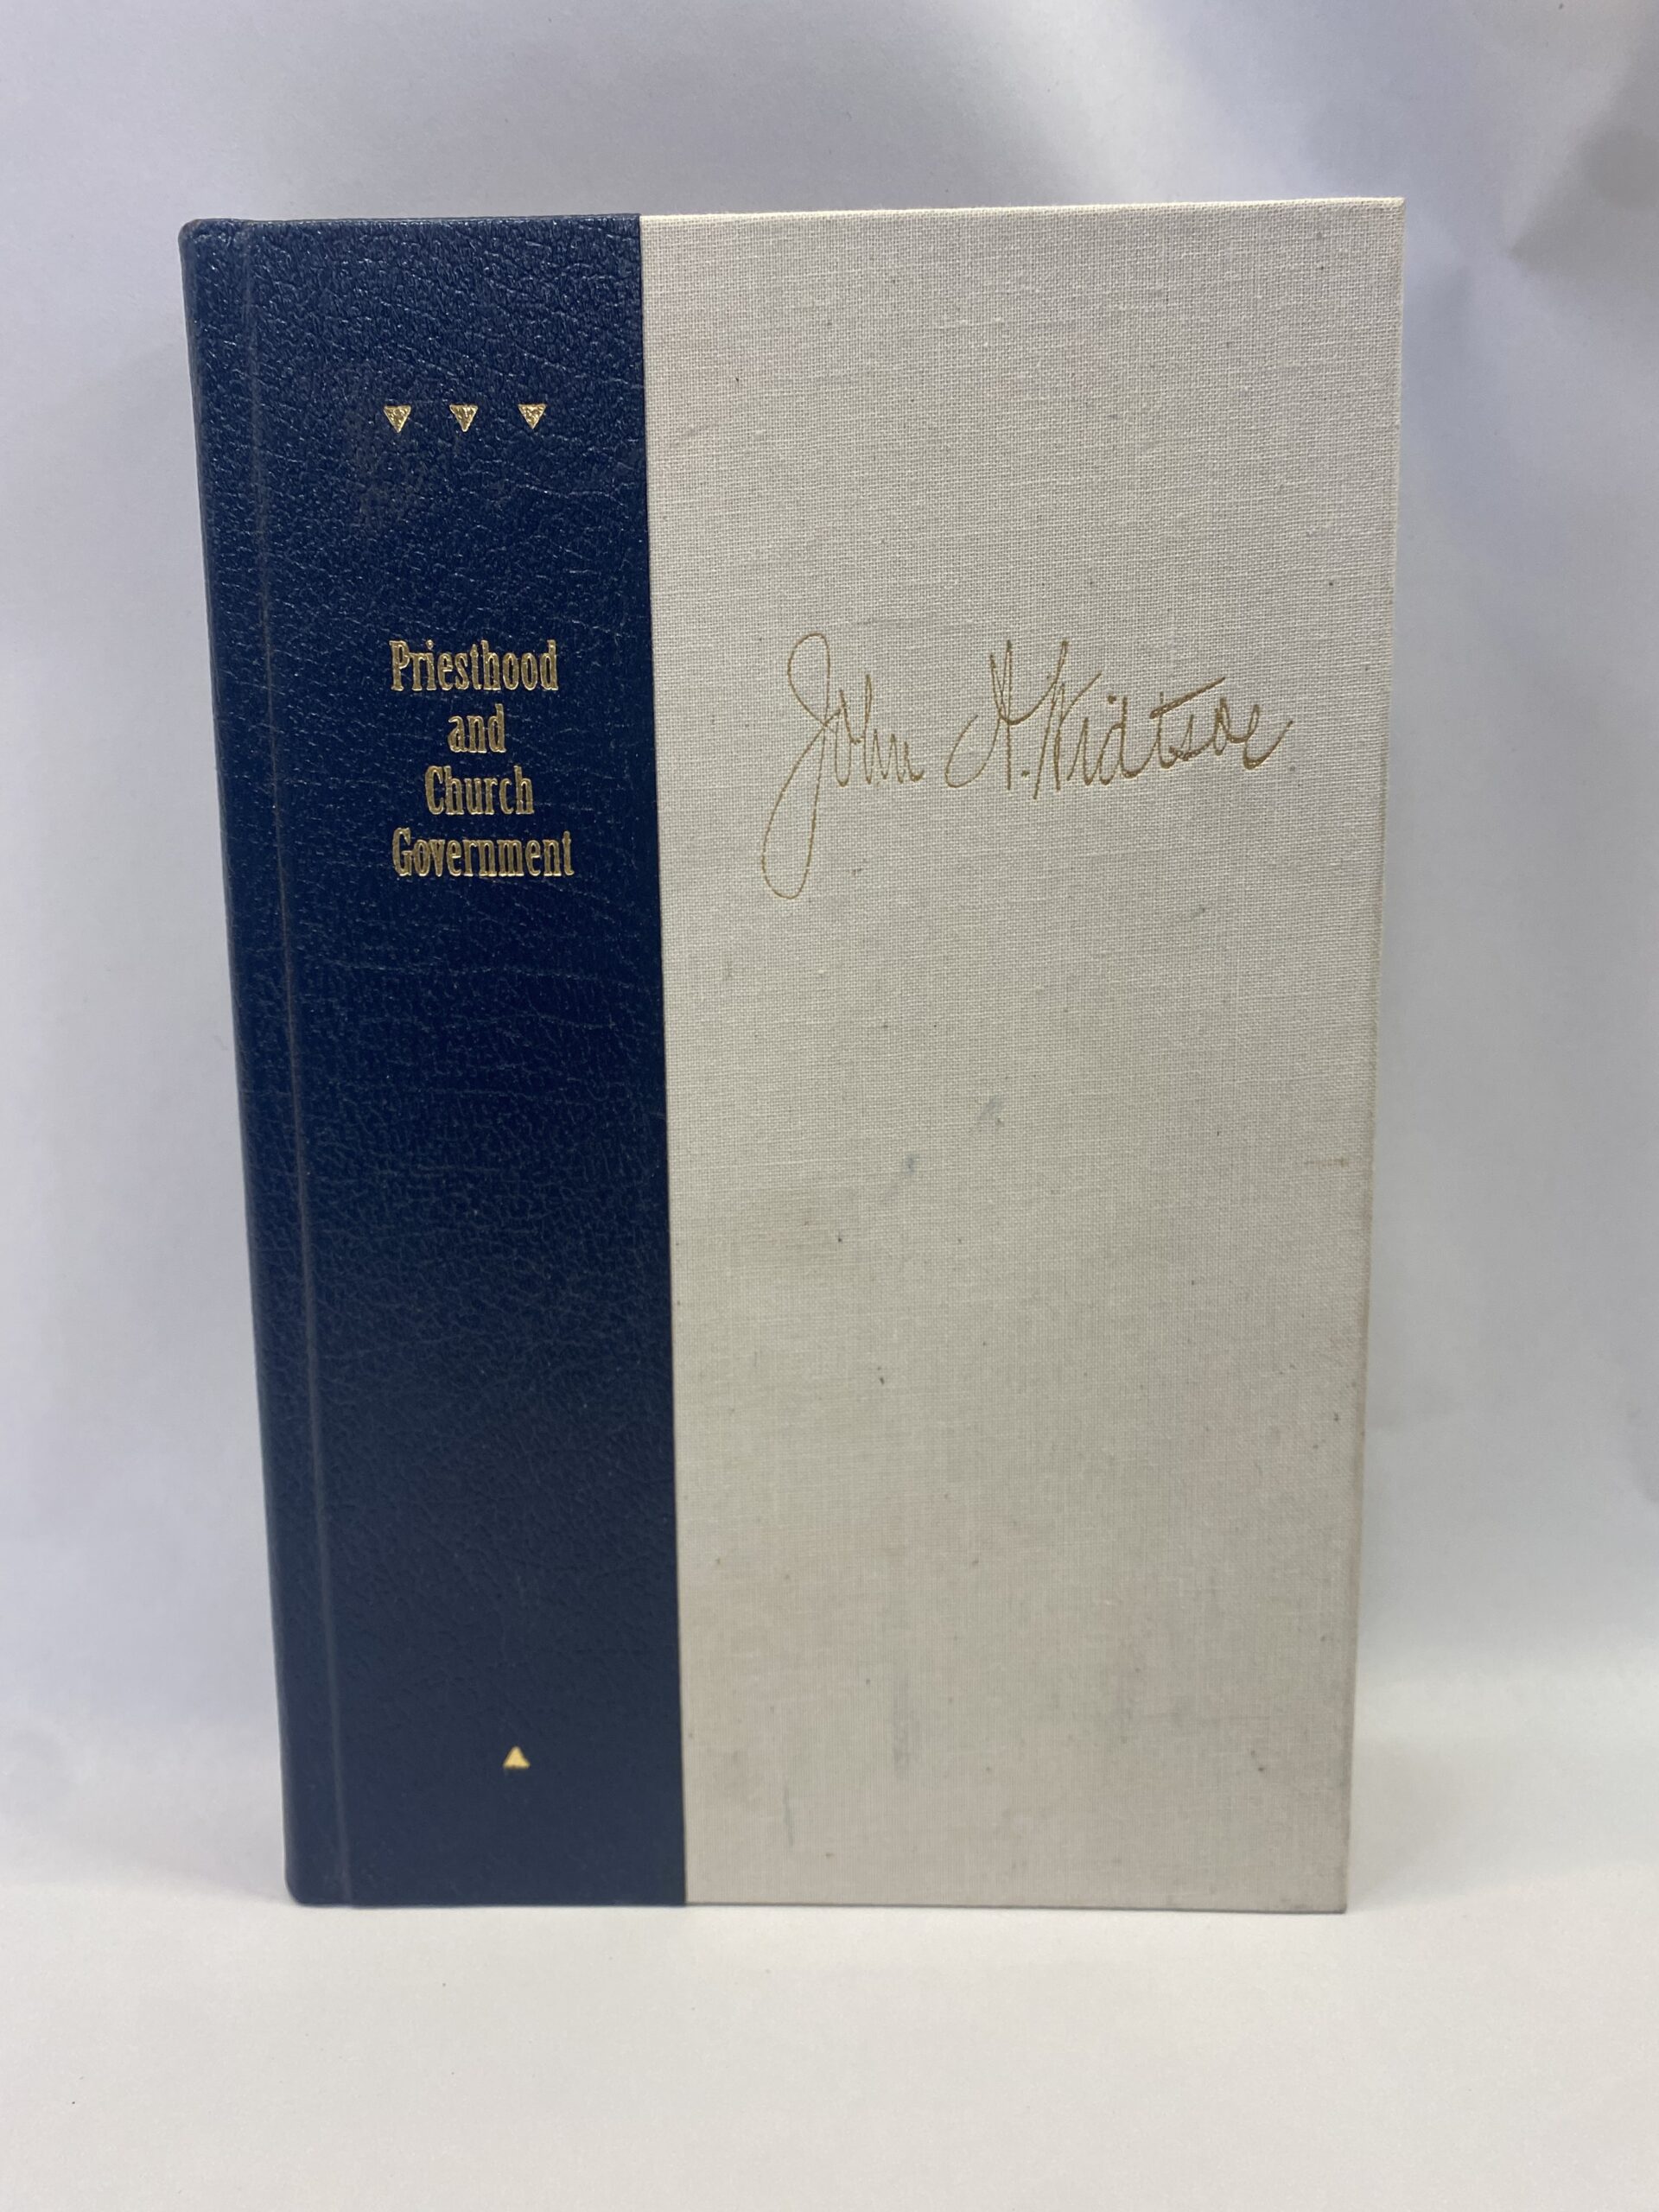 Priesthood
and
Church
Government
John A. Widtsoe